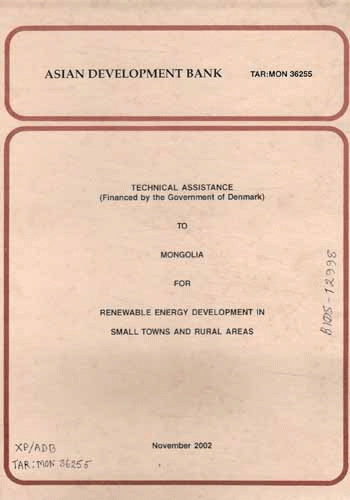 ASIAN DEVELOPMENT BANK TAR:MON 36255
TECHNICAL ASSISTANCE
(Financed by the Government of Denmark)
TO
MONGOLIA
FOR
RENEWABLE ENERGY DEVELOPMENT IN
SMALL TOWNS AND RURAL AREAS
BIDS-12998
November 2002
XP/ADB
TAR:MON 36255